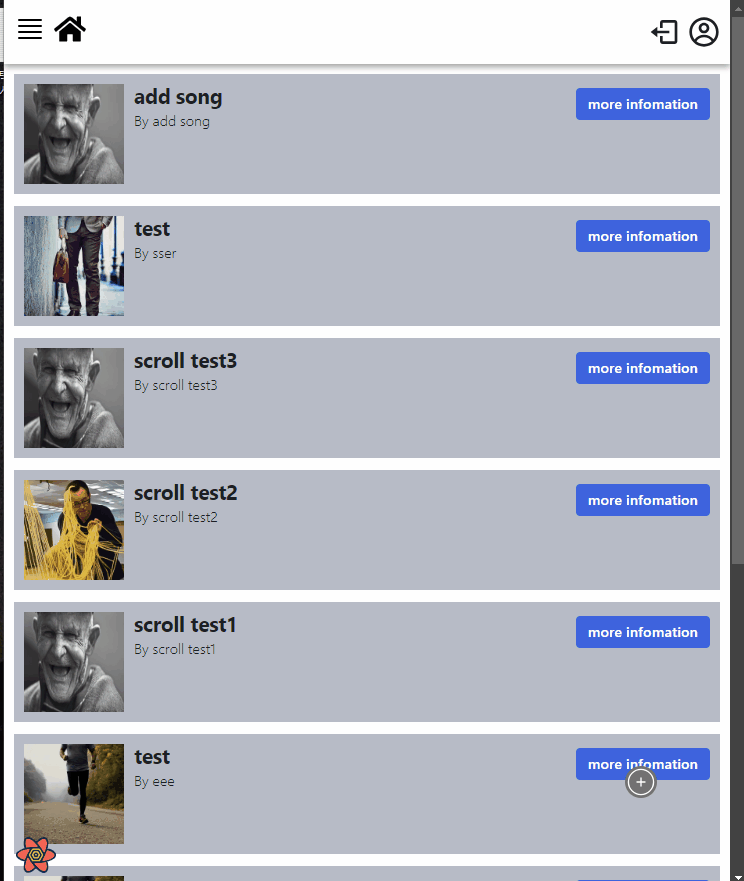 add song
By add song
more infomation
test
By sser
more infomation
scroll test3
By scroll test3
more infomation
scroll test2
By scroll test2
more infomation
scroll test1
By scroll test1
more infomation
test
By eee
more infomation